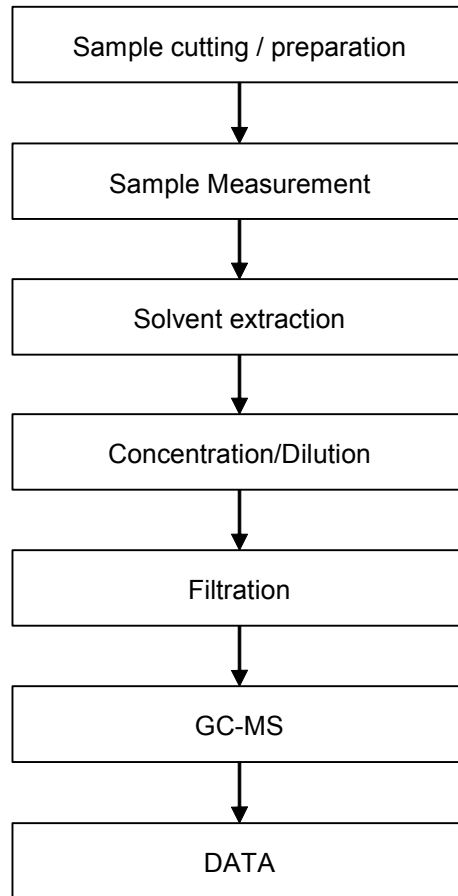 Sample cutting / preparation
Sample Measurement
Solvent extraction
Concentration/Dilution
Filtration
GC-MS
DATA